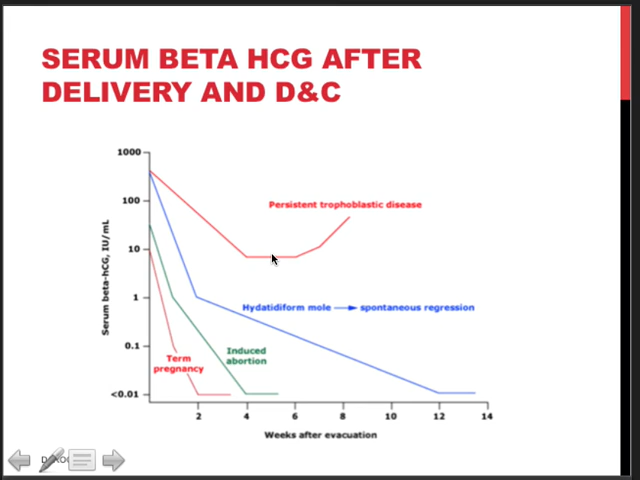 SERUM BETA HCG AFTER
DELIVERY AND D&C
1000
100
10
1
0.1
<0.01
Serum beta-hCG, IU/mL
Persistent trophoblastic disease
Hydatidiform mole → spontaneous regression
Induced
abortion
Term
pregnancy
2 4 6 8 10 12 14
Weeks after evacuation